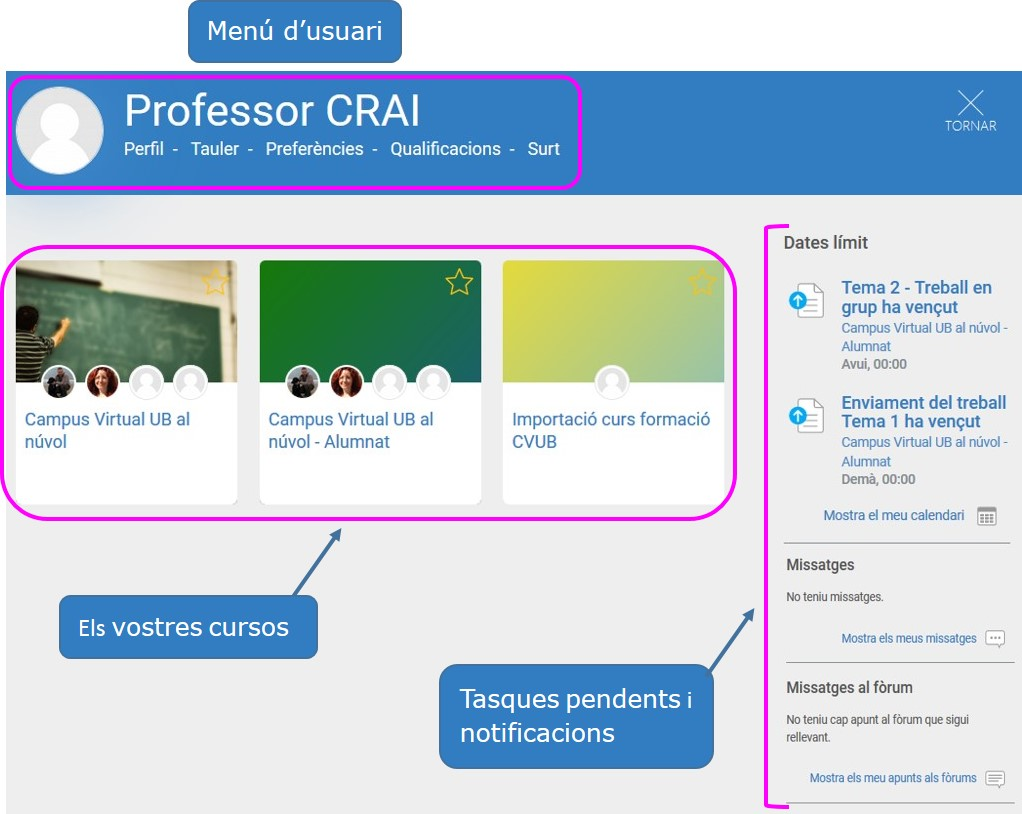 Menú d’usuari
Professor CRAI
Perfil - Tauler - Preferències - Qualificacions - Surt
TORNAR
Campus Virtual UB al
núvol
Campus Virtual UB al
núvol - Alumnat
Importació curs formació
CVUB
Els vostres cursos
Tasques pendents i
notificacions
Dates límit
Tema 2 - Treball en
grup ha vençut
Campus Virtual UB al núvol -
Alumnat
Avui, 00:00
Enviament del treball
Tema 1 ha vençut
Campus Virtual UB al núvol -
Alumnat
Demà, 00:00
Mostra el meu calendari
Missatges
No teniu missatges.
Mostra els meus missatges
Missatges al fòrum
No teniu cap apunt al fòrum que sigui
rellevant.
Mostra els meu apunts als fòrums